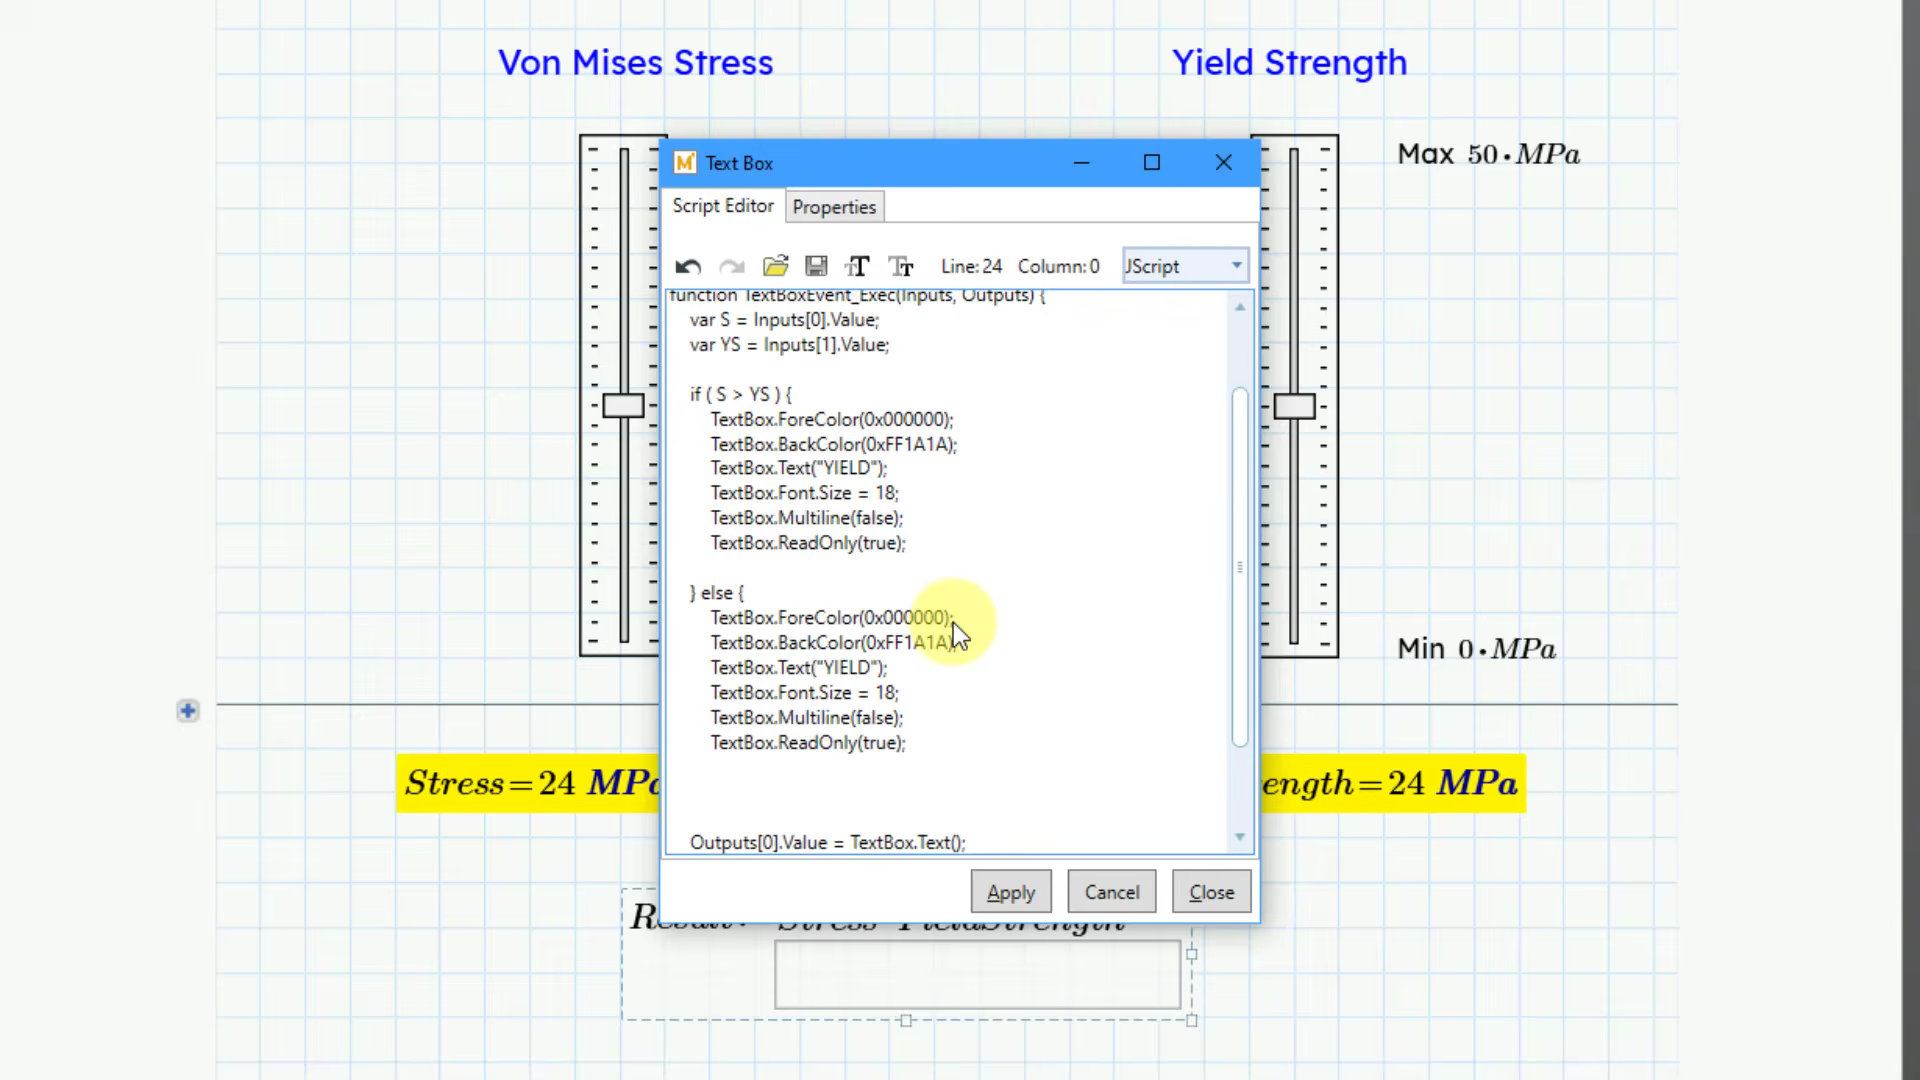 Von Mises Stress
Yield Strength
Max 50·MPa
Text Box
Script Editor
Properties
Line: 24
Column: 0
JScript
function TextBoxEvent_Exec(Inputs, Outputs) {
var S = Inputs[0].Value;
var YS = Inputs[1].Value;
if ( S > YS ) {
TextBox.ForeColor(0x000000);
TextBox.BackColor(0xFF1A1A);
TextBox.Text("YIELD");
TextBox.Font.Size = 18;
TextBox.Multiline(false);
TextBox.ReadOnly(true);
} else {
TextBox.ForeColor(0x000000);
TextBox.BackColor(0xFF1A1A);
TextBox.Text("YIELD");
TextBox.Font.Size = 18;
TextBox.Multiline(false);
TextBox.ReadOnly(true);
Outputs[0].Value = TextBox.Text();
Min 0·MPa
Stress=24 MPa
ength=24 MPa
Apply
Cancel
Close
Stress YieldStrength